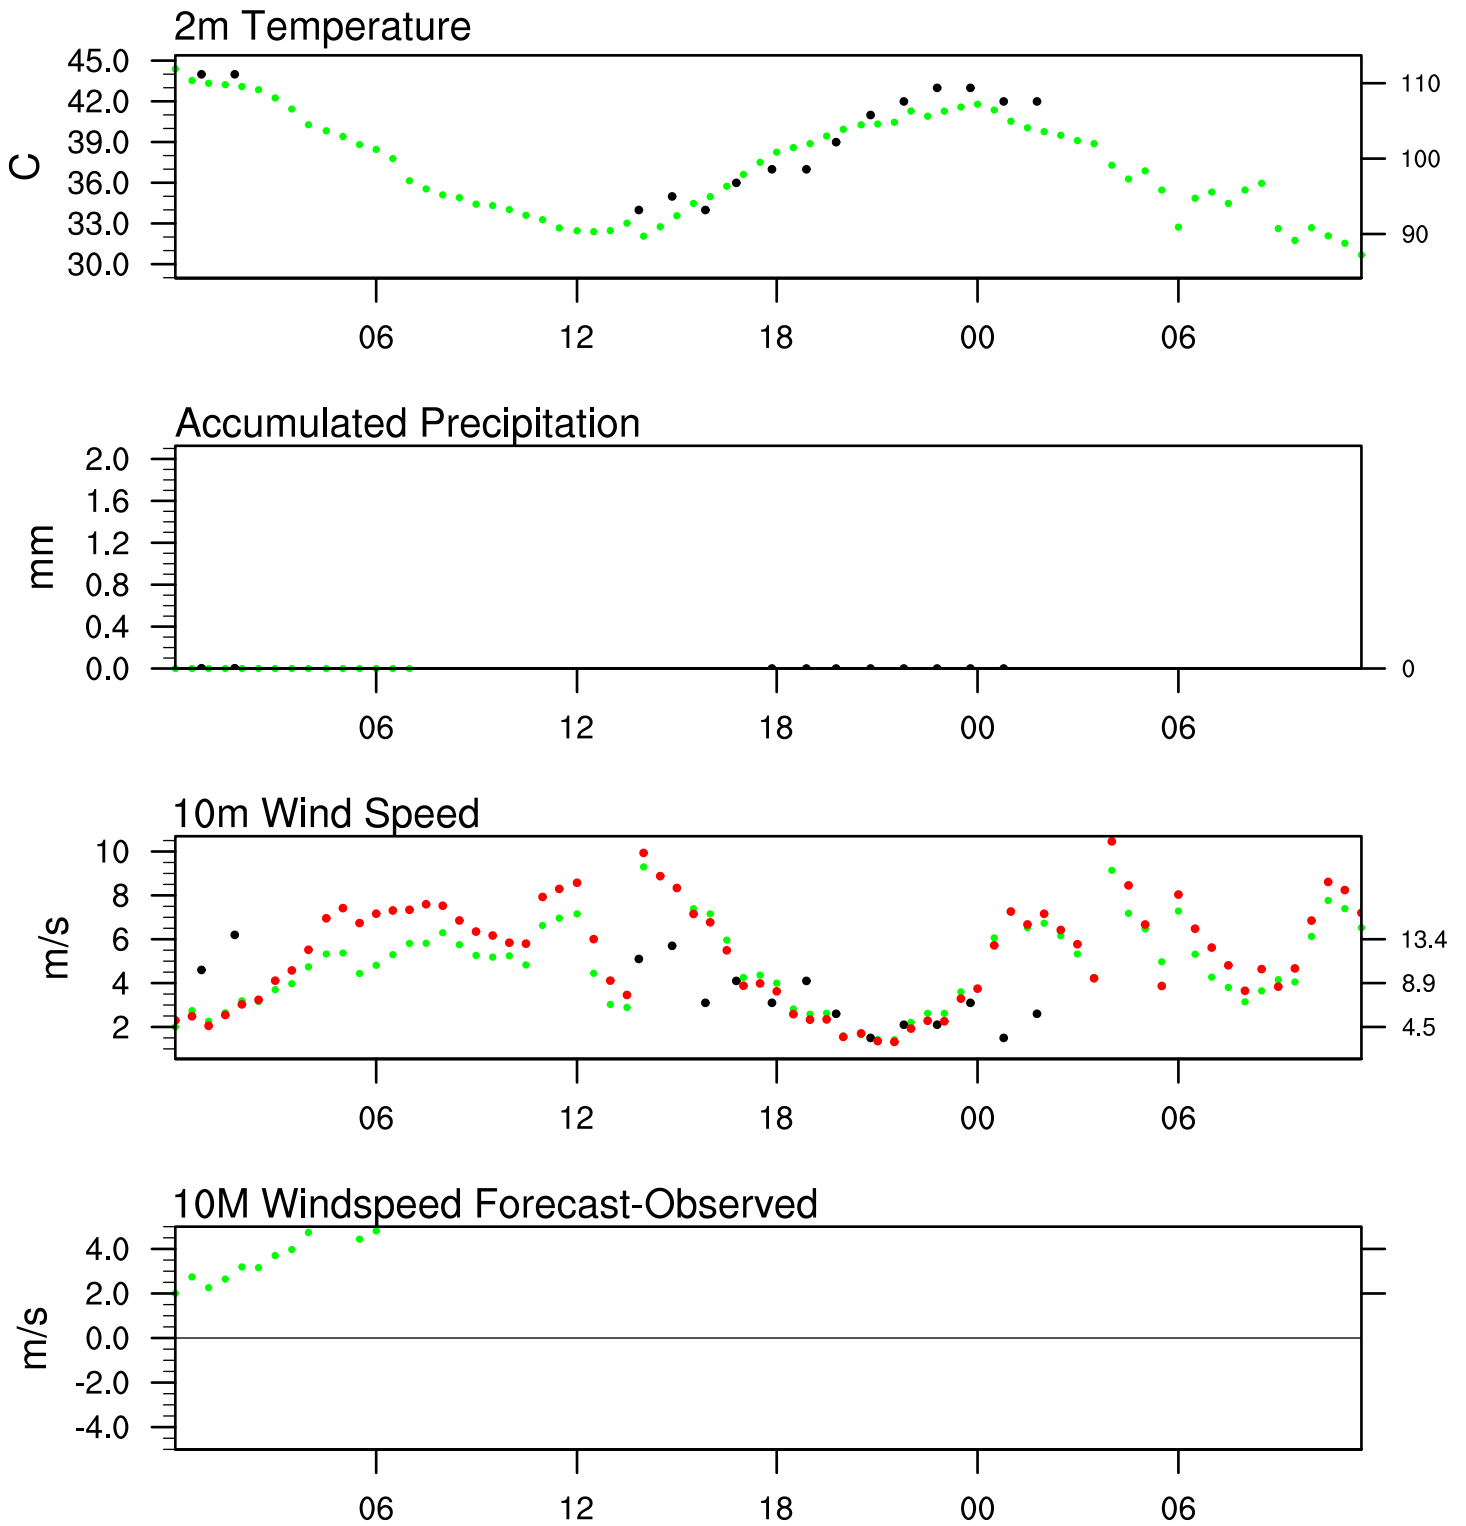 2m Temperature
45.0
42.0
39.0
36.0
33.0
30.0
C
110
100
90
06 12 18 00 06
Accumulated Precipitation
2.0
1.6
1.2
0.8
0.4
0.0
mm
0
06 12 18 00 06
10m Wind Speed
10
8
6
4
2
m/s
13.4
8.9
4.5
06 12 18 00 06
10M Windspeed Forecast-Observed
4.0
2.0
0.0
-2.0
-4.0
m/s
06 12 18 00 06